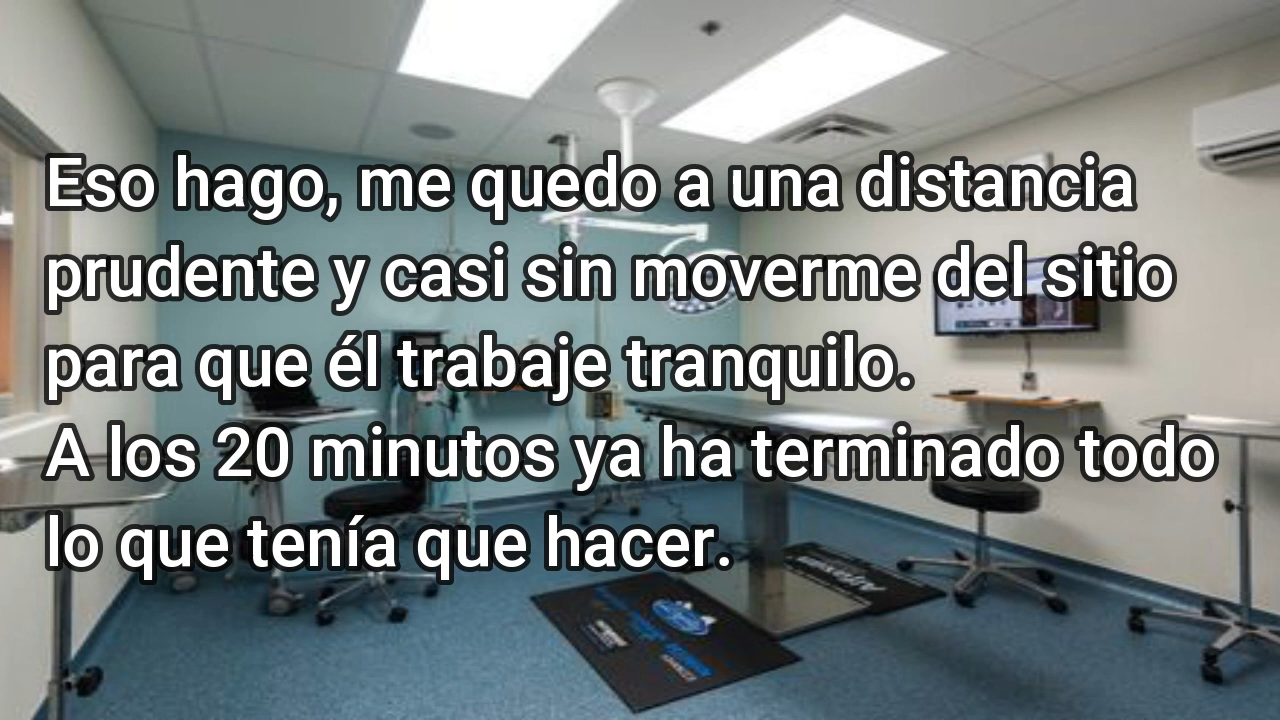 Eso hago, me quedo a una distancia
prudente y casi sin moverme del sitio
para que él trabaje tranquilo.
A los 20 minutos ya ha terminado todo
lo que tenía que hacer.